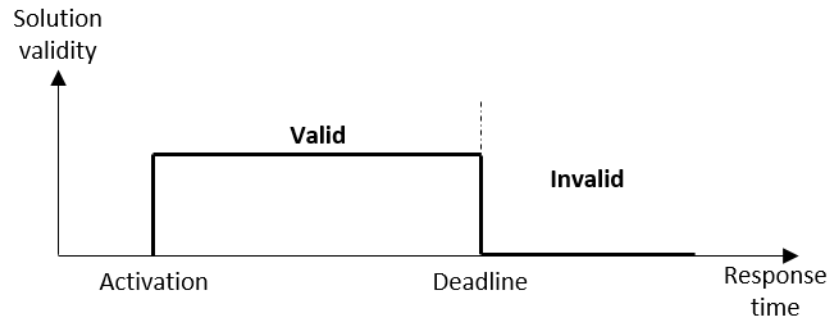 Solution
validity
Valid
Invalid
Activation
Deadline
Response
time